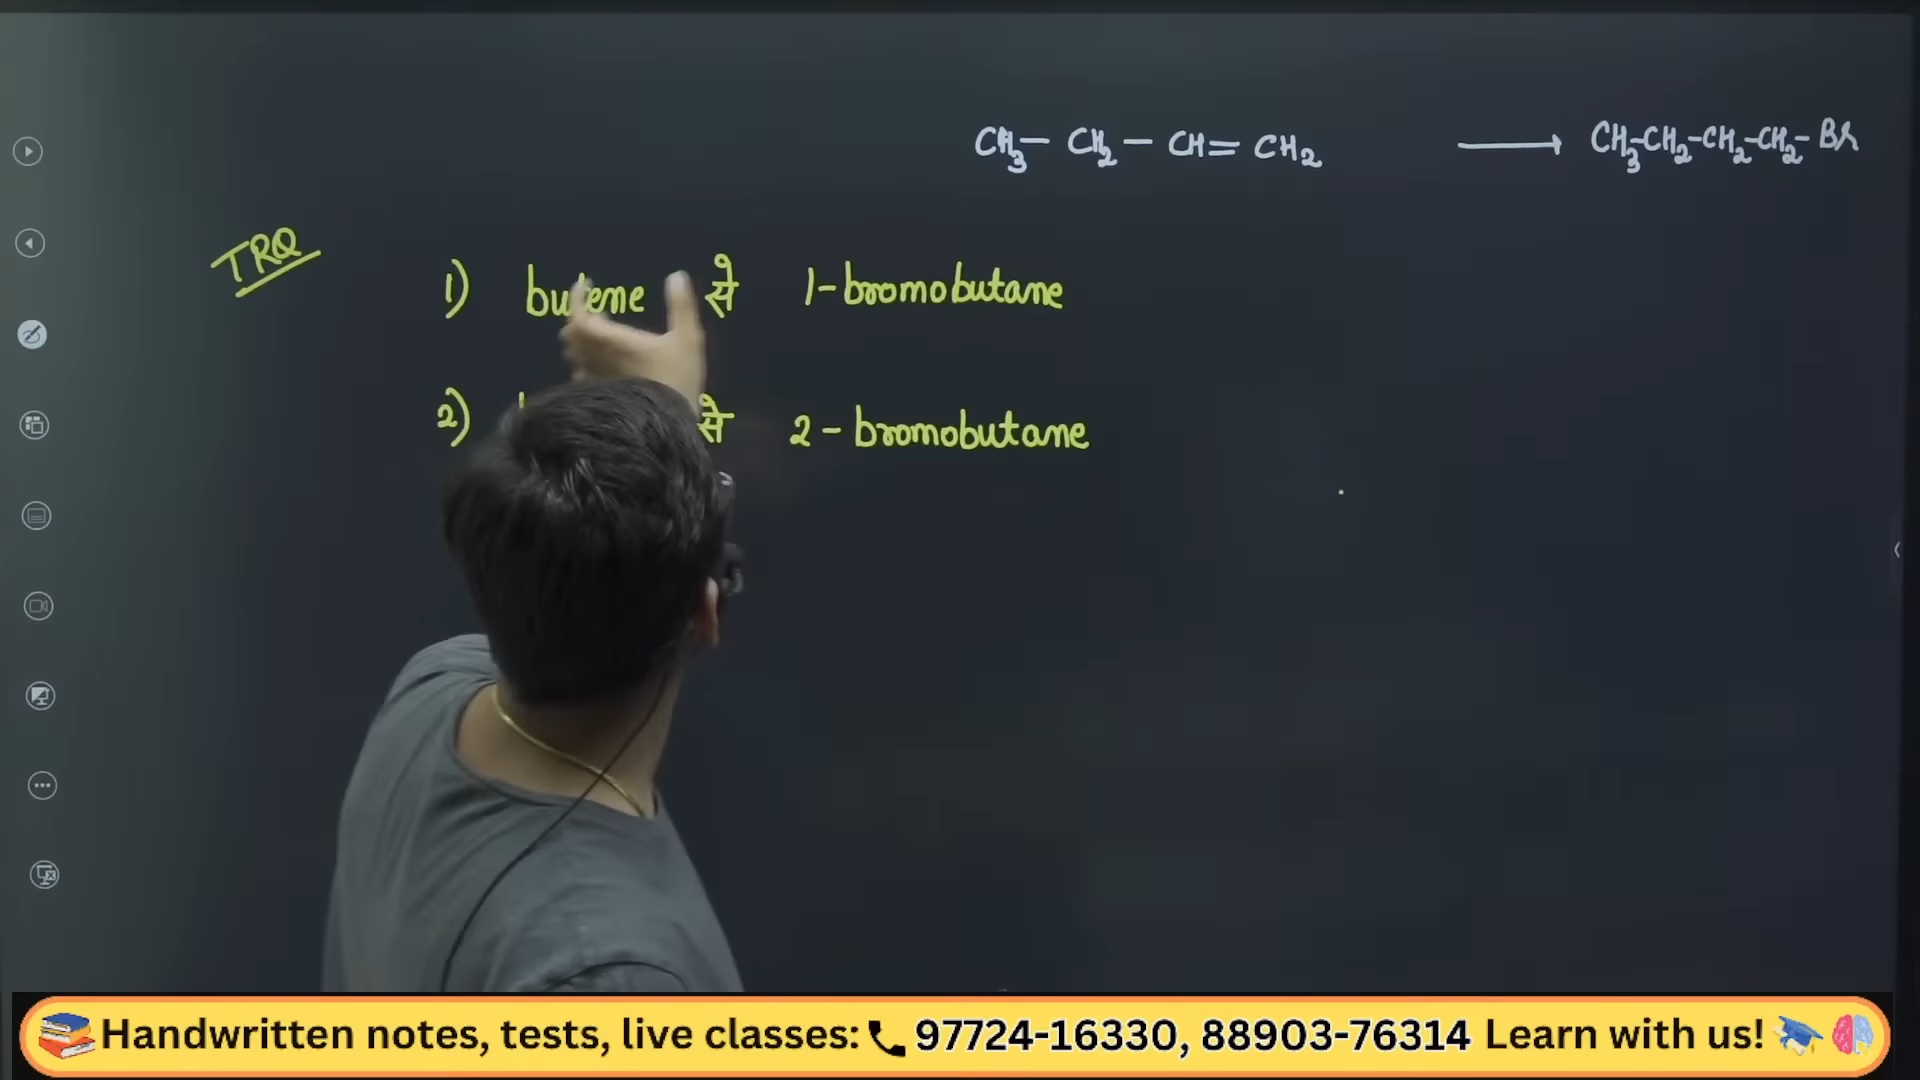 CH₃- CH₂- CH=CH₂ ⟶ CH₃-CH₂-CH₂-CH₂-Br
TRQ
1) butene से 1-bromobutane
2) से 2-bromobutane
Handwritten notes, tests, live classes: 97724-16330, 88903-76314 Learn with us!